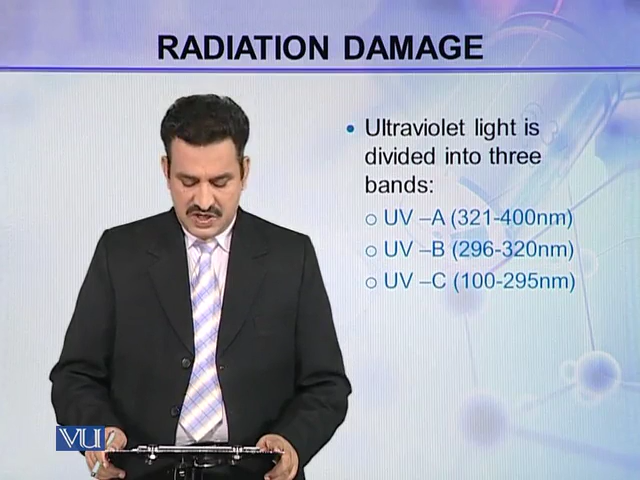 RADIATION DAMAGE
• Ultraviolet light is
divided into three
bands:
o UV –A (321-400nm)
o UV –B (296-320nm)
o UV –C (100-295nm)
VU